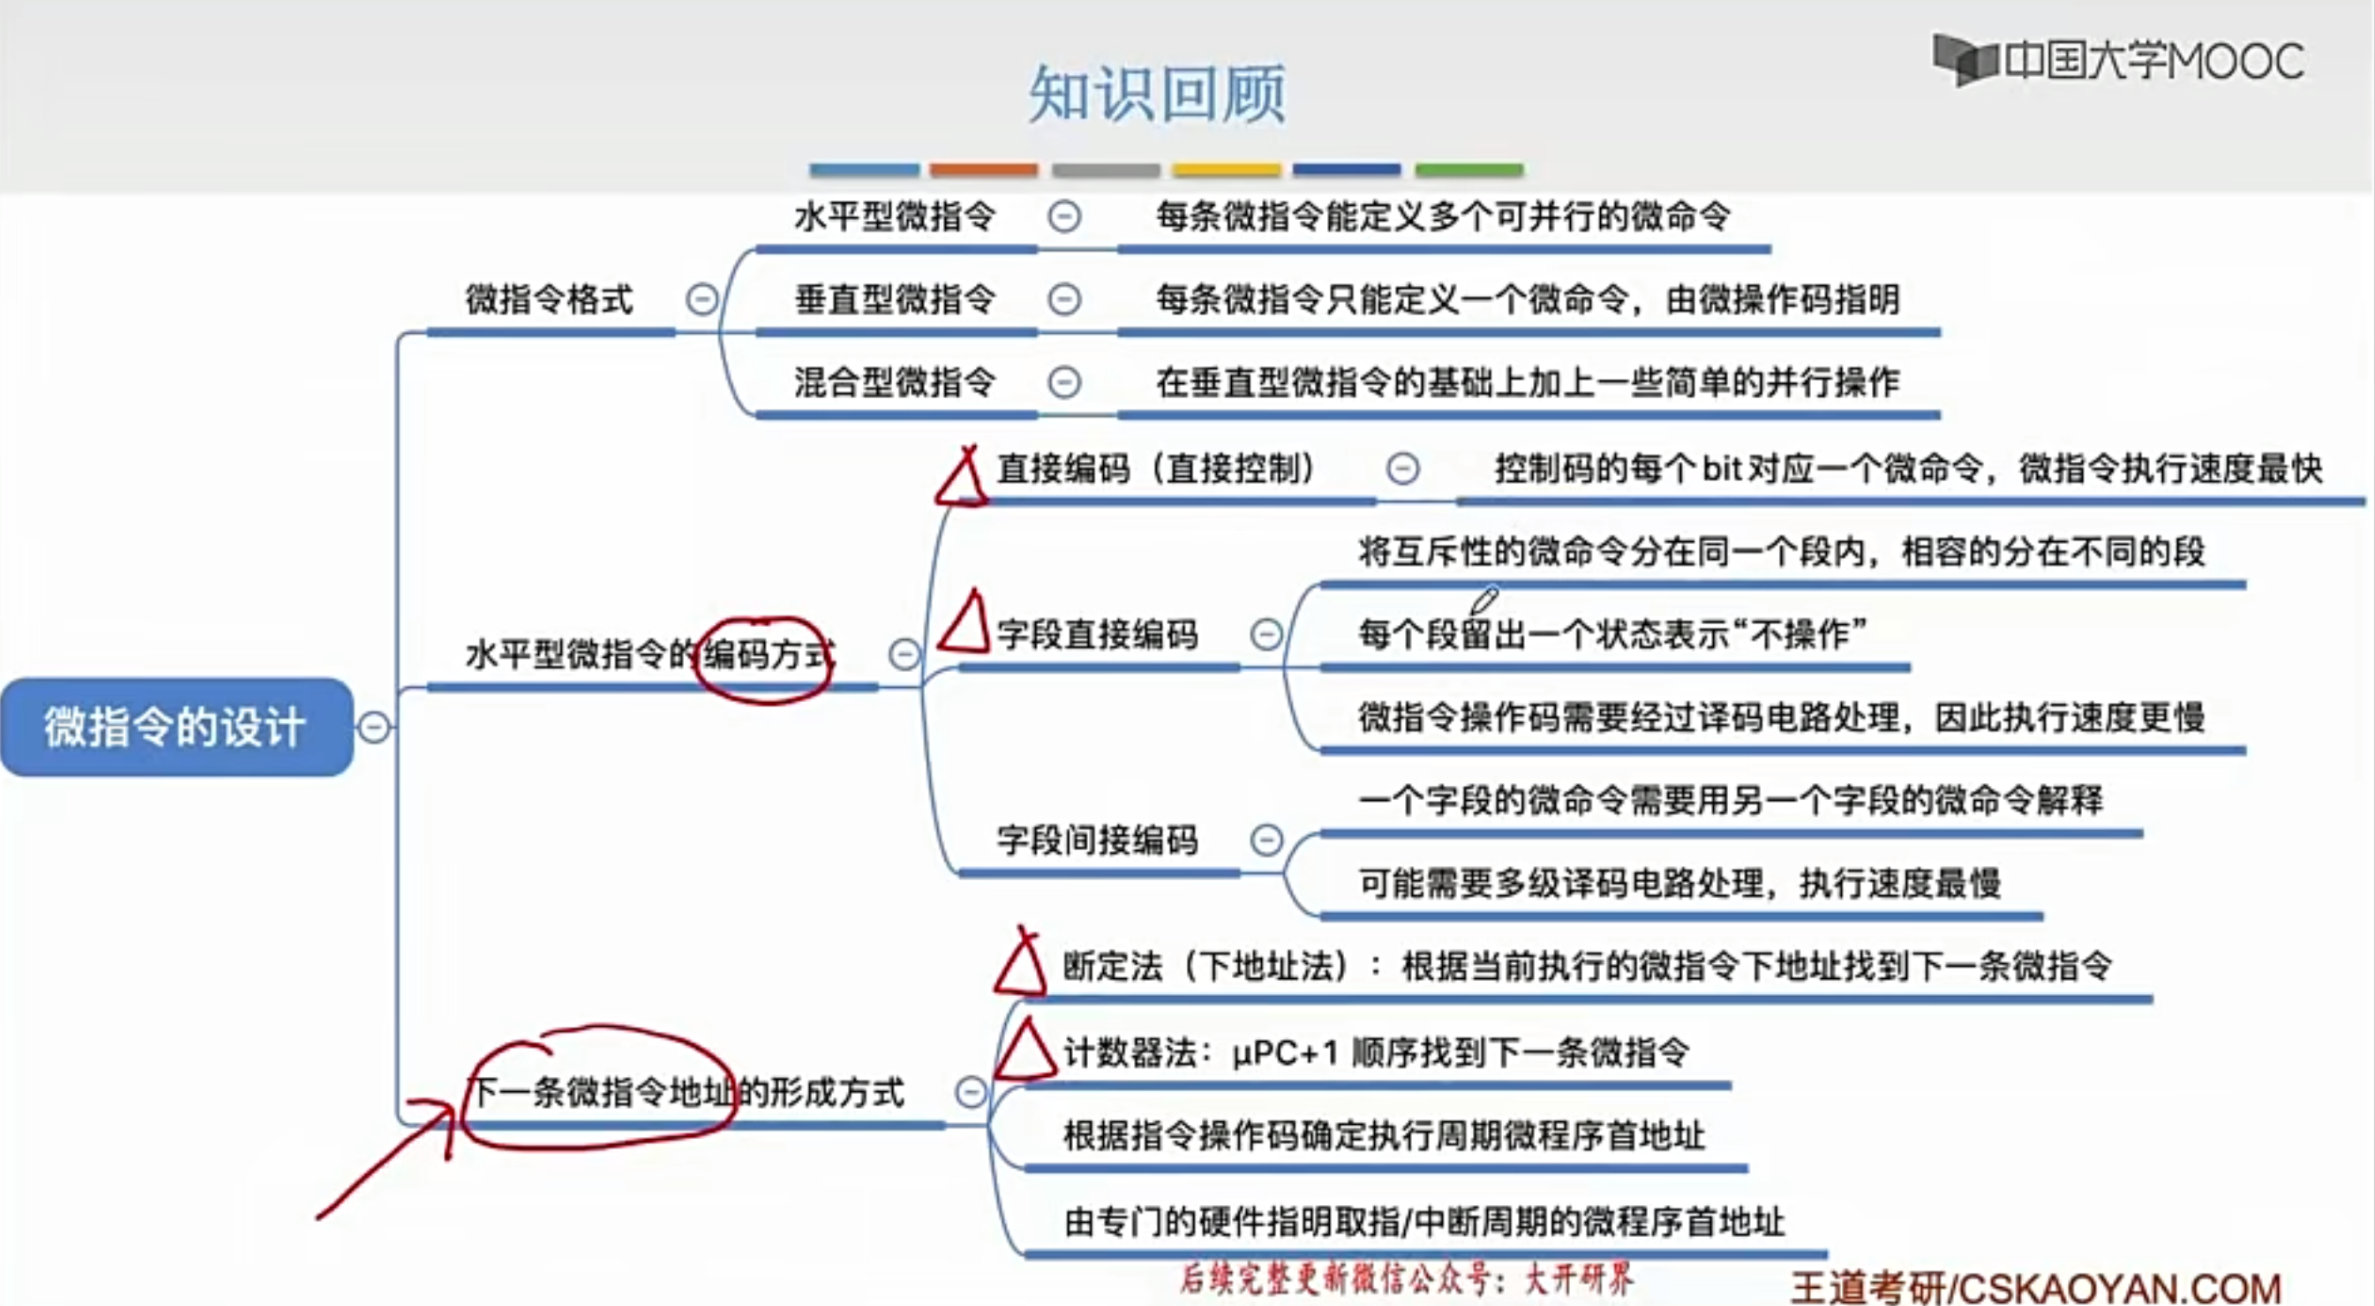 中国大学MOOC
知识回顾
微指令的设计
微指令格式
水平型微指令
每条微指令能定义多个可并行的微命令
垂直型微指令
每条微指令只能定义一个微命令，由微操作码指明
混合型微指令
在垂直型微指令的基础上加上一些简单的并行操作
水平型微指令的编码方式
直接编码（直接控制）
控制码的每个bit对应一个微命令，微指令执行速度最快
字段直接编码
将互斥性的微命令分在同一个段内，相容的分在不同的段
每个段留出一个状态表示“不操作”
微指令操作码需要经过译码电路处理，因此执行速度更慢
字段间接编码
一个字段的微命令需要用另一个字段的微命令解释
可能需要多级译码电路处理，执行速度最慢
下一条微指令地址的形成方式
断定法（下地址法）：根据当前执行的微指令下地址找到下一条微指令
计数器法：μPC+1 顺序找到下一条微指令
根据指令操作码确定执行周期微程序首地址
由专门的硬件指明取指/中断周期的微程序首地址
后续完整更新微信公众号：大开研界
王道考研/CSKAOYAN.COM